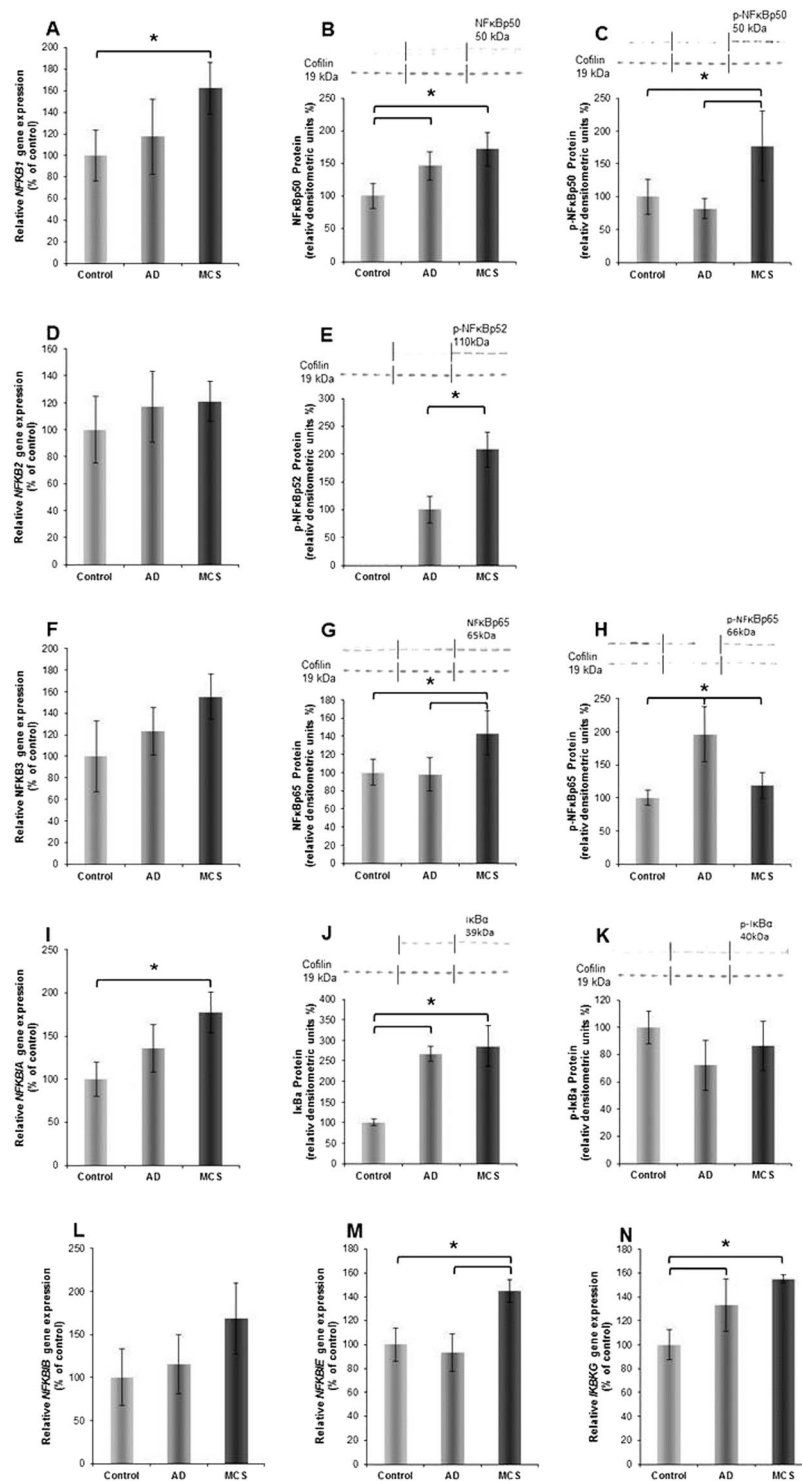 A
Relative NFKB1 gene expression
(% of control)
200
180
160
140
120
100
80
60
40
20
0
*
Control AD MCS
B
NFκBp50
50 kDa
Cofilin
19 kDa
NFκBp50 Protein
(relativ densitometric units %)
250
200
150
100
50
0
*
Control AD MCS
C
p-NFκBp50
50 kDa
Cofilin
19 kDa
p-NFκBp50 Protein
(relativ densitometric units %)
250
200
150
100
50
0
*
Control AD MCS
D
Relative NFKB2 gene expression
(% of control)
160
140
120
100
80
60
40
20
0
Control AD MCS
E
p-NFκBp52
110kDa
Cofilin
19 kDa
p-NFκBp52 Protein
(relativ densitometric units %)
300
250
200
150
100
50
0
*
Control AD MCS
F
Relative NFKB3 gene expression
(% of control)
200
180
160
140
120
100
80
60
40
20
0
Control AD MCS
G
NFκBp65
65kDa
Cofilin
19 kDa
NFκBp65 Protein
(relativ densitometric units %)
200
180
160
140
120
100
80
60
40
20
0
*
Control AD MCS
H
p-NFκBp65
66kDa
Cofilin
19 kDa
p-NFκBp65 Protein
(relativ densitometric units %)
250
200
150
100
50
0
*
Control AD MCS
I
Relative NFKBIA gene expression
(% of control)
250
200
150
100
50
0
*
Control AD MCS
J
IκBα
39kDa
Cofilin
19 kDa
IκBa Protein
(relativ densitometric units %)
400
350
300
250
200
150
100
50
0
*
Control AD MCS
K
p-IκBα
40kDa
Cofilin
19 kDa
p-IκBa Protein
(relativ densitometric units %)
120
100
80
60
40
20
0
Control AD MCS
L
Relative NFKBIB gene expression
(% of control)
250
200
150
100
50
0
Control AD MCS
M
Relative NFKBIE gene expression
(% of control)
180
160
140
120
100
80
60
40
20
0
*
Control AD MCS
N
Relative IKBKG gene expression
(% of control)
180
160
140
120
100
80
60
40
20
0
*
Control AD MCS